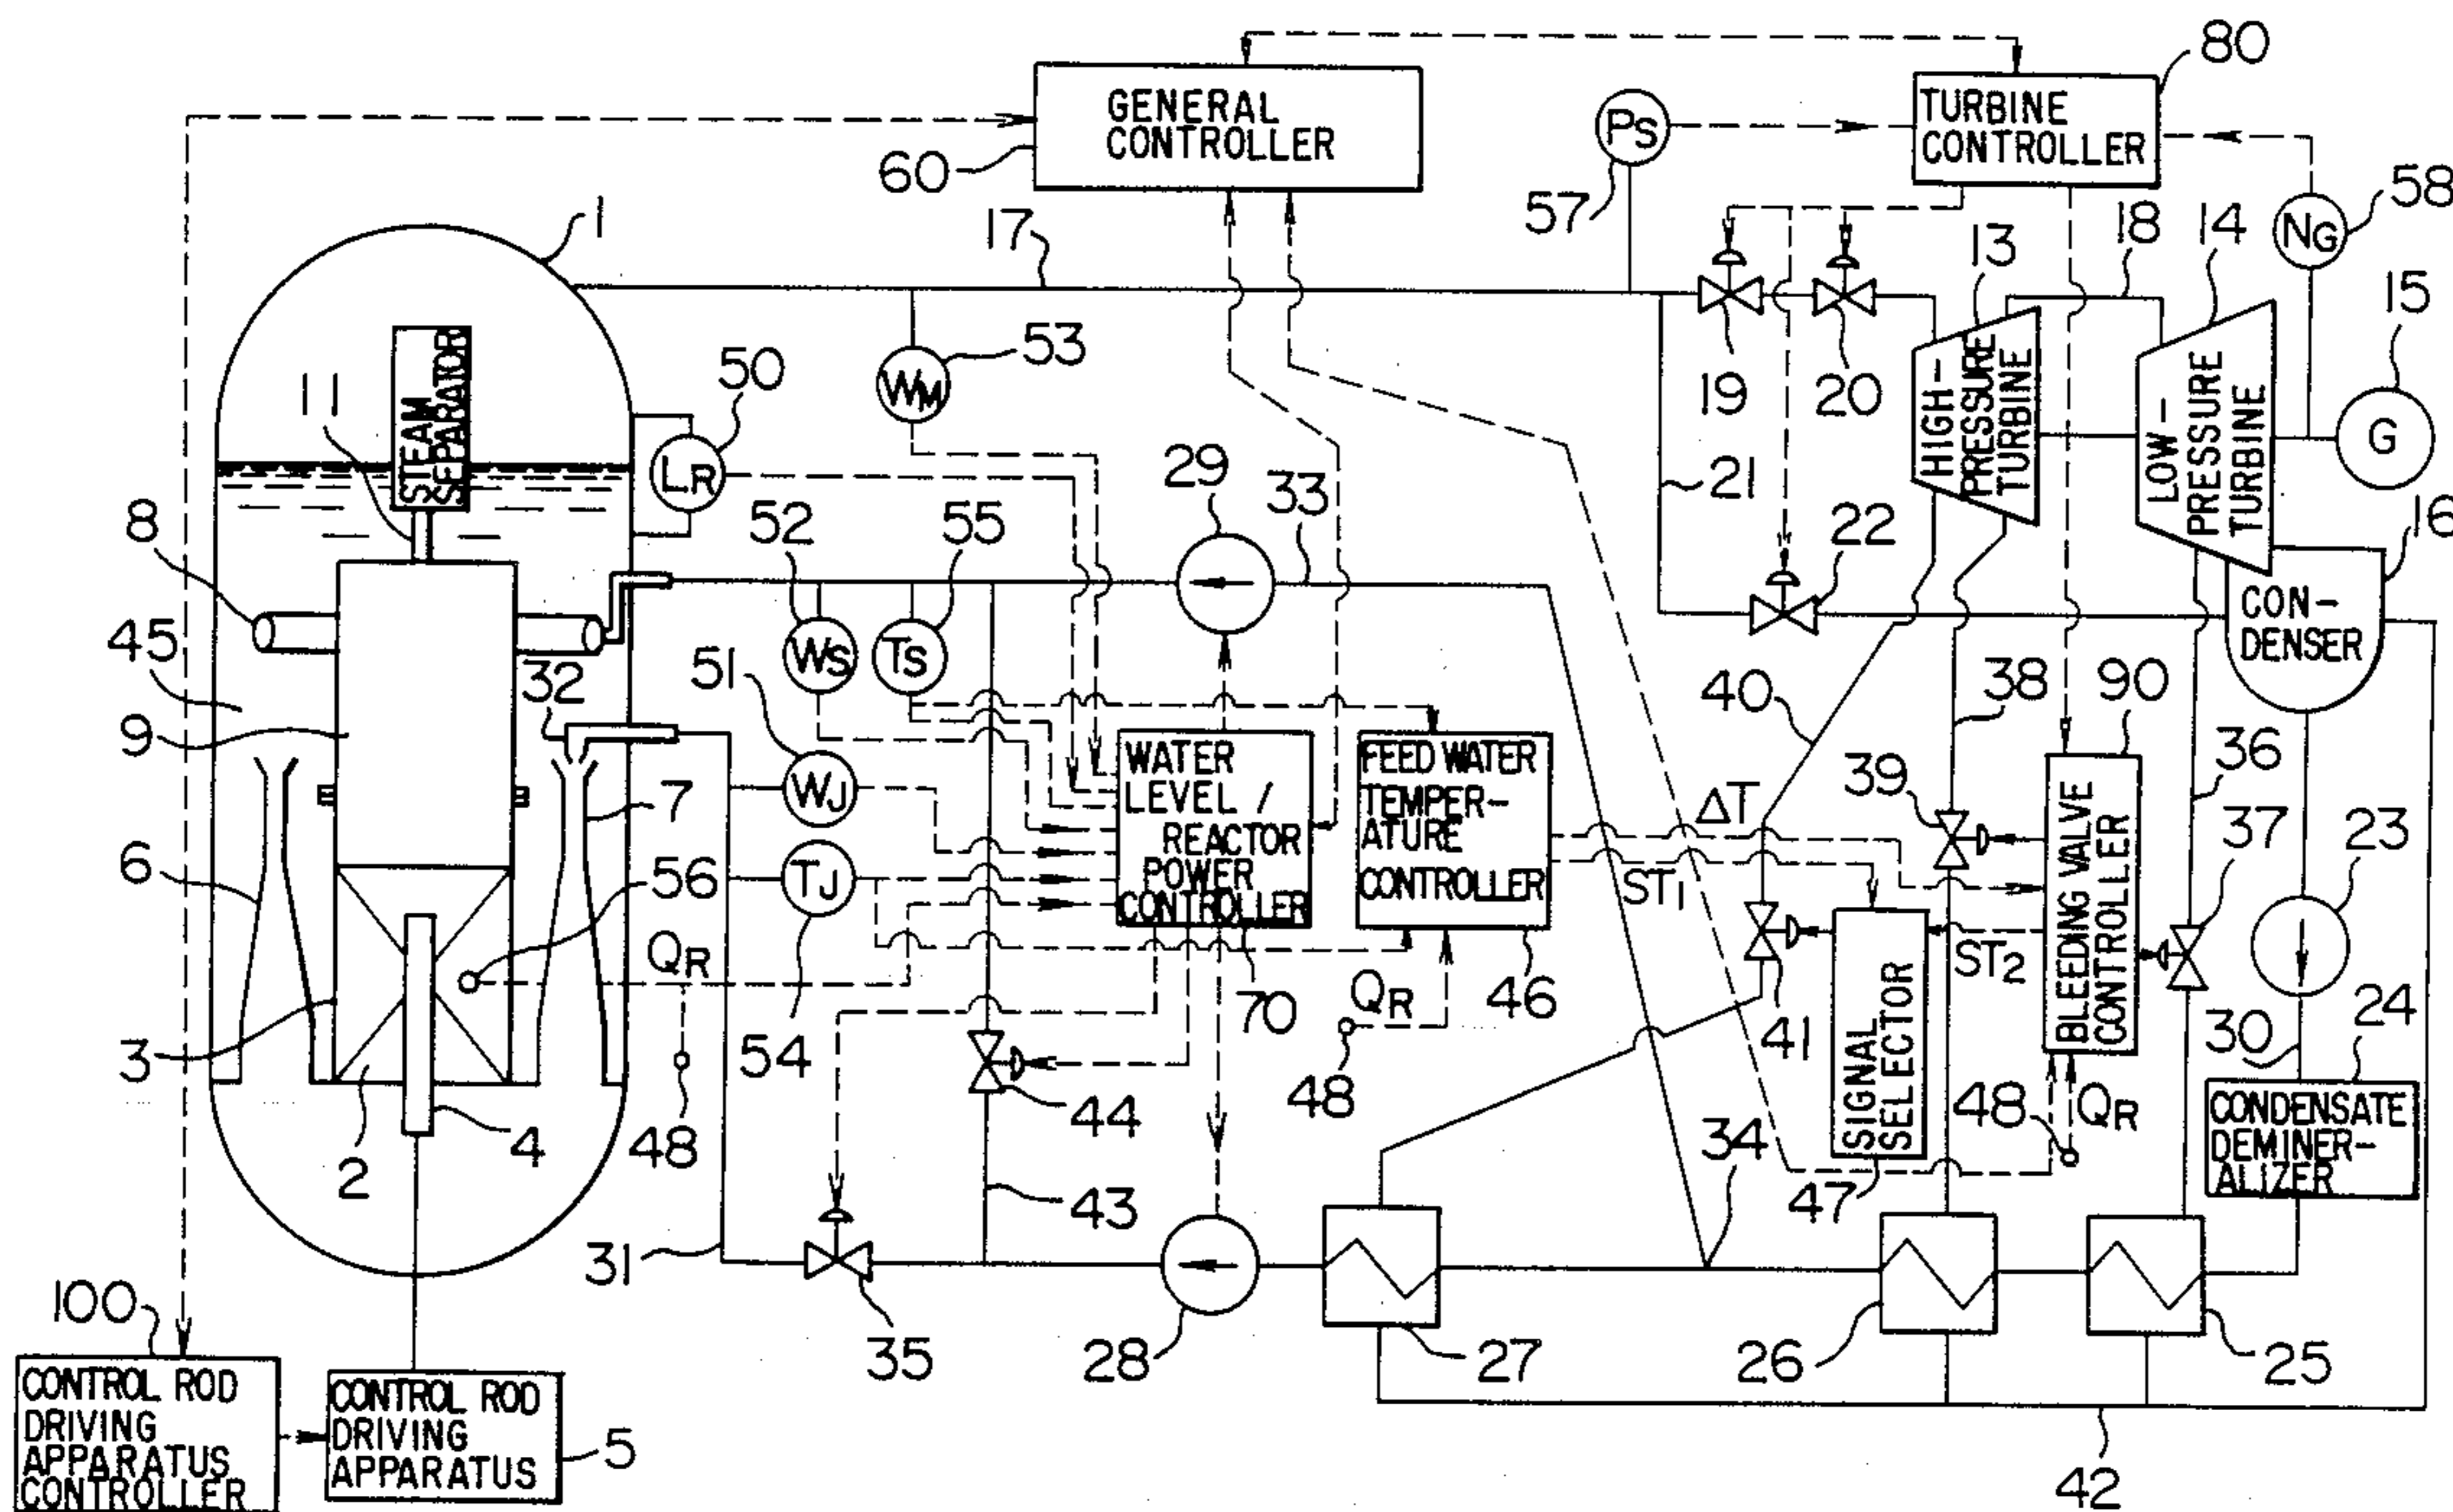 80
GENERAL
CONTROLLER
60
Ps
57
TURBINE
CONTROLLER
58
NG
1
17
13
18
14
15
STEAM
SEPARATOR
11
50
LR
53
WM
19
20
HIGH-
PRESSURE
TURBINE
LOW-
PRESSURE
TURBINE
G
16
8
52
55
29
33
21
22
CON-
DENSER
45
32
51
Ws
Ts
40
38
90
9
WATER
LEVEL /
REACTOR
POWER
CONTROLLER
FEED WATER
TEMPER-
ATURE
CONTROLLER
ΔT
39
36
7
WJ
37
6
56
TJ
ST1
23
QR
BLEEDING VALVE
CONTROLLER
ST2
3
54
70
QR
46
41
SIGNAL
SELECTOR
30
24
48
44
48
34
48
QR
CONDENSATE
DEMINER-
ALIZER
2
4
43
47
31
100
35
28
27
26
25
CONTROL ROD
DRIVING
APPARATUS
CONTROLLER
CONTROL ROD
DRIVING
APPARATUS
5
42